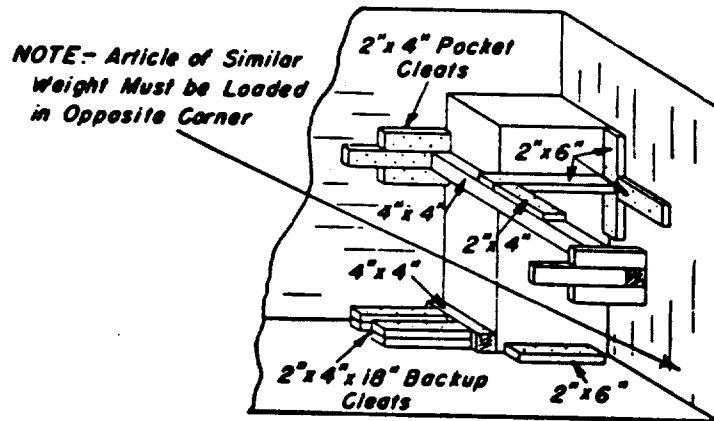 NOTE:- Article of Similar
Weight Must be Loaded
in Opposite Corner
2"x 4" Pocket
Cleats
2"x 6"
4"x 4"
2"x 4"
4"x 4"
2"x 4"x 18" Backup
Cleats
2"x 6"